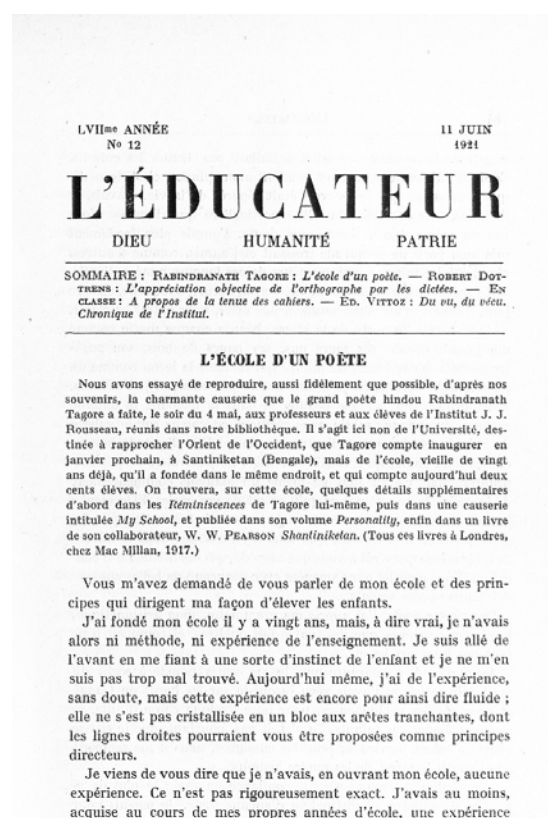 LVIIme ANNÉE
No 12
11 JUIN
1921
L'ÉDUCATEUR
DIEU HUMANITÉ PATRIE
SOMMAIRE : RABINDRANATH TAGORE : L'école d'un poète. — ROBERT DOT-
TRENS : L'appréciation objective de l'orthographe par les dictées. — EN
CLASSE : A propos de la tenue des cahiers. — ED. VITTOZ : Du vu, du vécu.
Chronique de l'Institut.
L'ÉCOLE D'UN POÈTE
Nous avons essayé de reproduire, aussi fidèlement que possible, d'après nos
souvenirs, la charmante causerie que le grand poète hindou Rabindranath
Tagore a faite, le soir du 4 mai, aux professeurs et aux élèves de l'Institut J. J.
Rousseau, réunis dans notre bibliothèque. Il s'agit ici non de l'Université, des-
tinée à rapprocher l'Orient de l'Occident, que Tagore compte inaugurer en
janvier prochain, à Santiniketan (Bengale), mais de l'école, vieille de vingt
ans déjà, qu'il a fondée dans le même endroit, et qui compte aujourd'hui deux
cents élèves. On trouvera, sur cette école, quelques détails supplémentaires
d'abord dans les Réminiscences de Tagore lui-même, puis dans une causerie
intitulée My School, et publiée dans son volume Personality, enfin dans un livre
de son collaborateur, W. W. PEARSON Shantiniketan. (Tous ces livres à Londres,
chez Mac Millan, 1917.)
Vous m'avez demandé de vous parler de mon école et des prin-
cipes qui dirigent ma façon d'élever les enfants.
J'ai fondé mon école il y a vingt ans, mais, à dire vrai, je n'avais
alors ni méthode, ni expérience de l'enseignement. Je suis allé de
l'avant en me fiant à une sorte d'instinct de l'enfant et je ne m'en
suis pas trop mal trouvé. Aujourd'hui même, j'ai de l'expérience,
sans doute, mais cette expérience est encore pour ainsi dire fluide ;
elle ne s'est pas cristallisée en un bloc aux arêtes tranchantes, dont
les lignes droites pourraient vous être proposées comme principes
directeurs.
Je viens de vous dire que je n'avais, en ouvrant mon école, aucune
expérience. Ce n'est pas rigoureusement exact. J'avais au moins,
acquise au cours de mes propres années d'école, une expérience